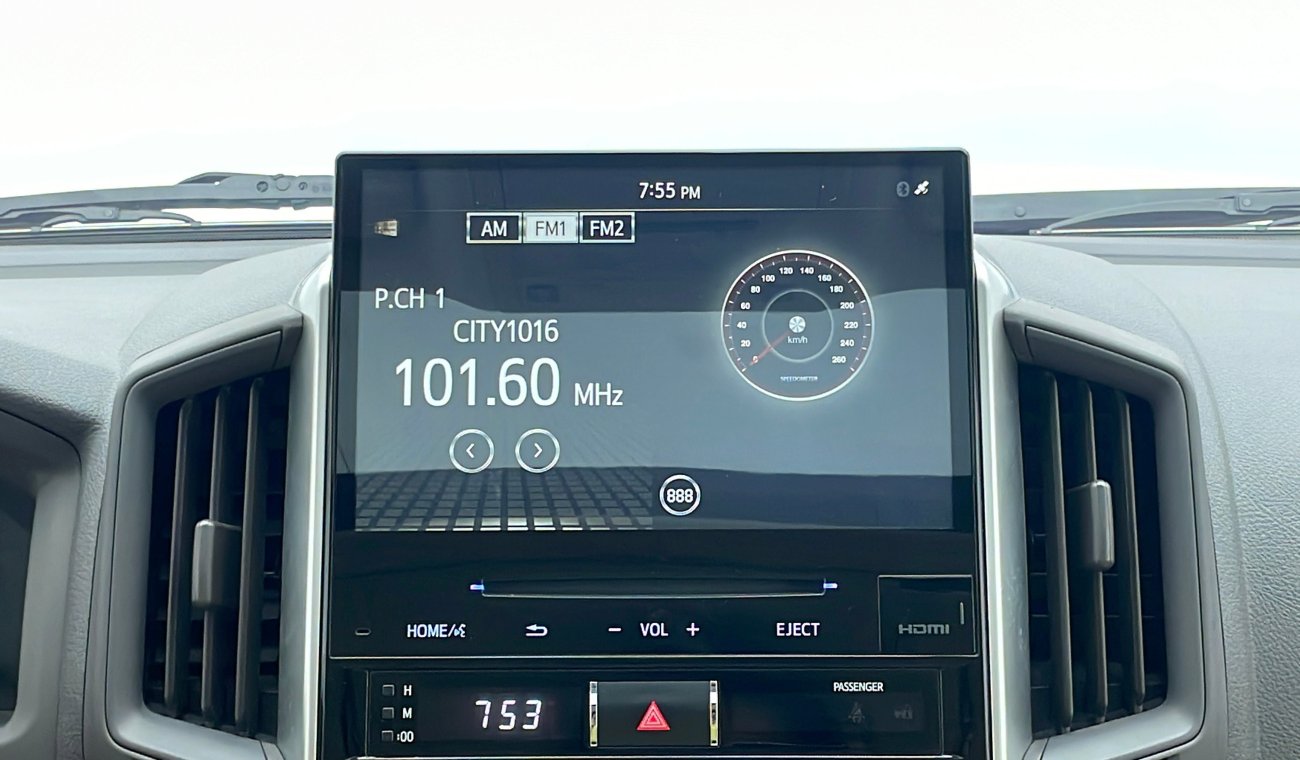 7:55 PM
AM FM1 FM2
P.CH 1
CITY1016
101.60 MHz
0 20 40 60 80 100 120 140 160 180 200 220 240 260
km/h
SPEEDOMETER
888
HOME/
− VOL +
EJECT
HDMI
H
M
:00
753
PASSENGER